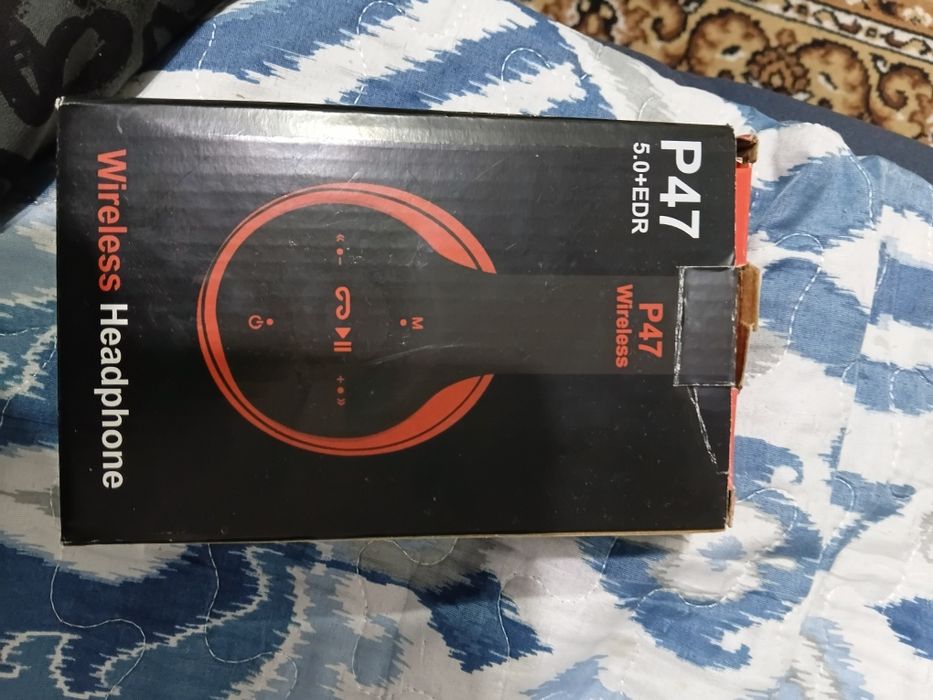 P47
5.0+EDR
P47
Wireless
M
Wireless Headphone